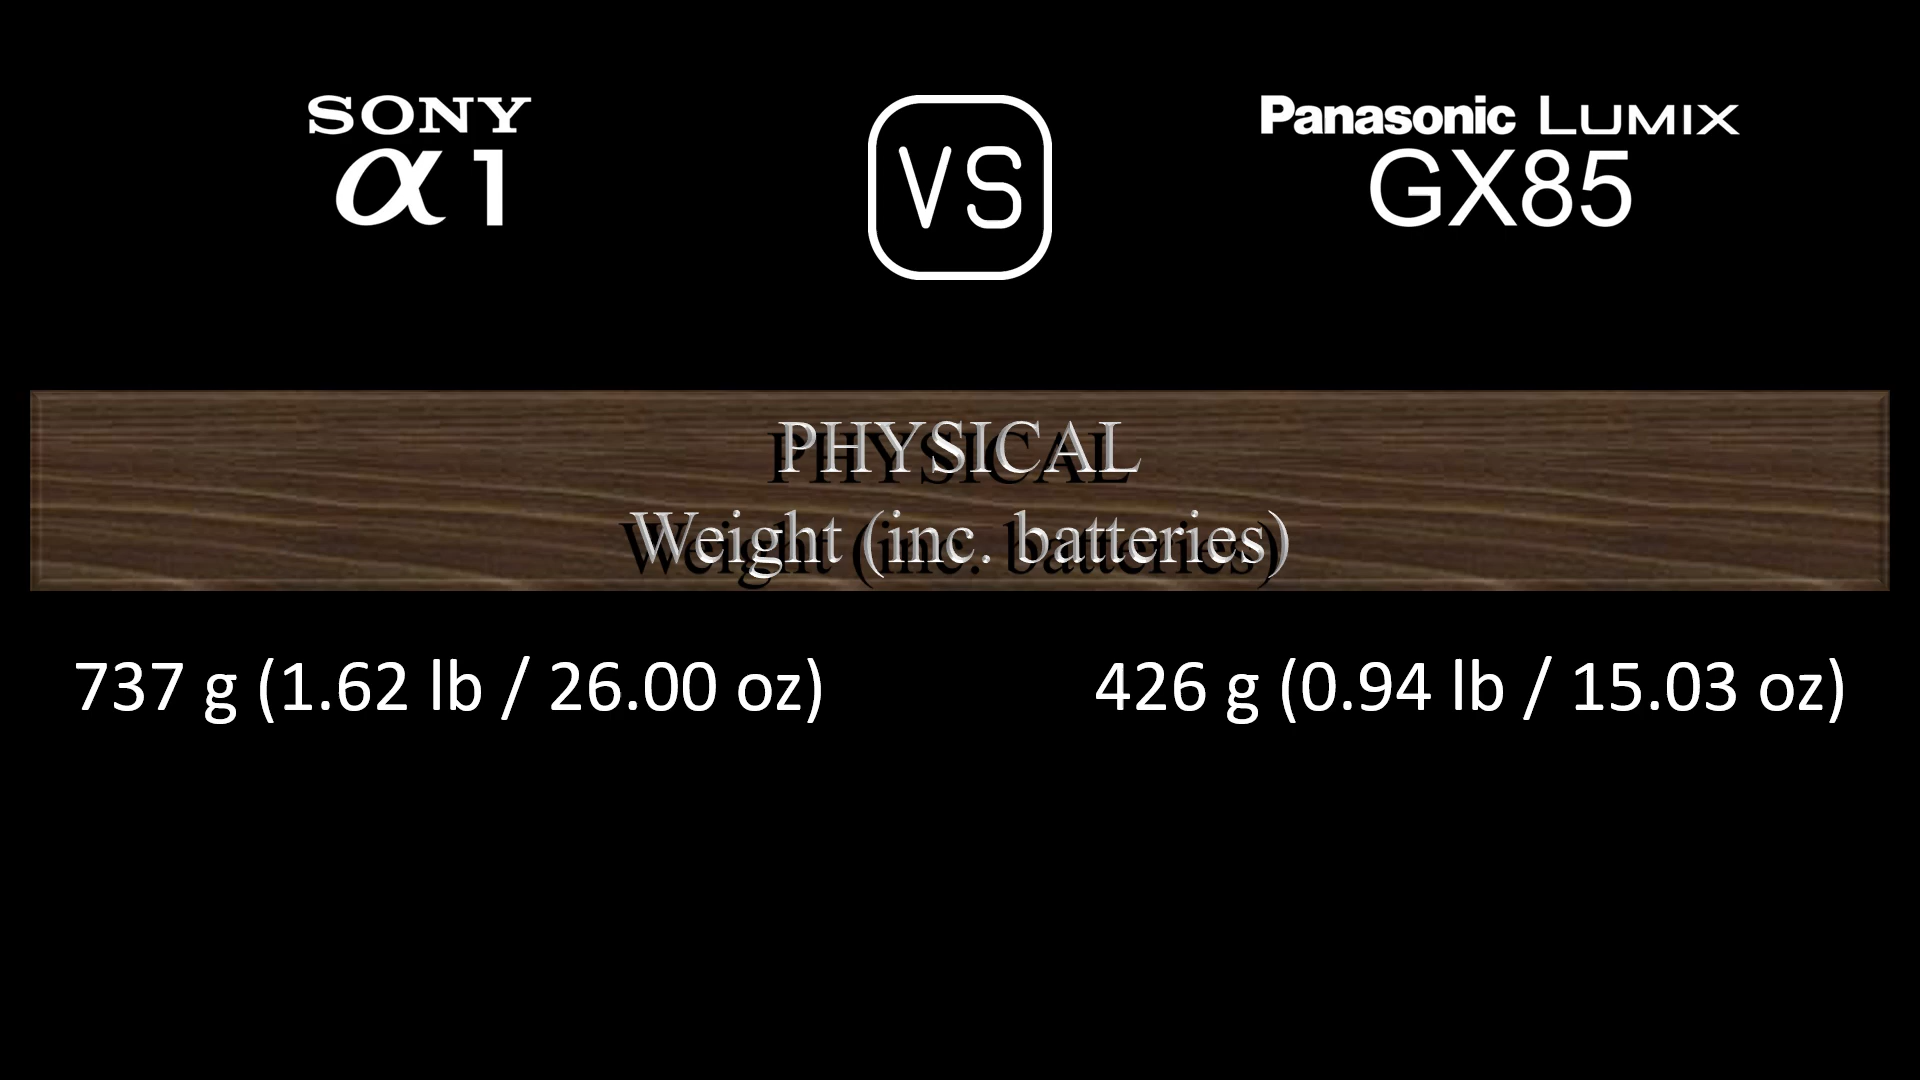 SONY
α1
VS
Panasonic LUMIX
GX85
PHYSICAL
Weight (inc. batteries)
737 g (1.62 lb / 26.00 oz)
426 g (0.94 lb / 15.03 oz)